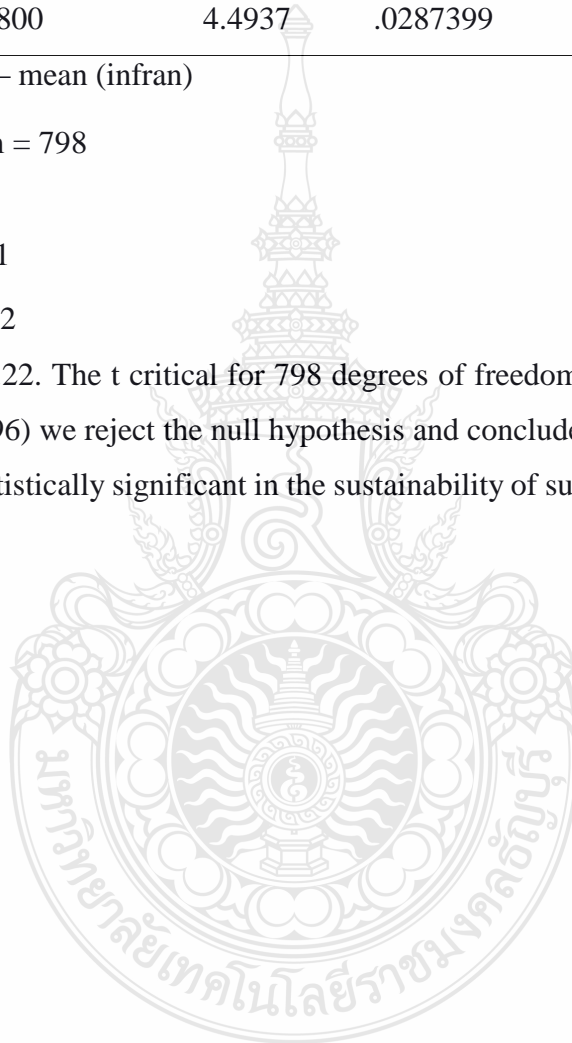 800 4.4937 .0287399
– mean (infran)
n = 798
1
2
22. The t critical for 798 degrees of freedom
96) we reject the null hypothesis and conclude
tistically significant in the sustainability of su
มหาวิทยาลัยเทคโนโลยีราชมงคลธัญบุรี